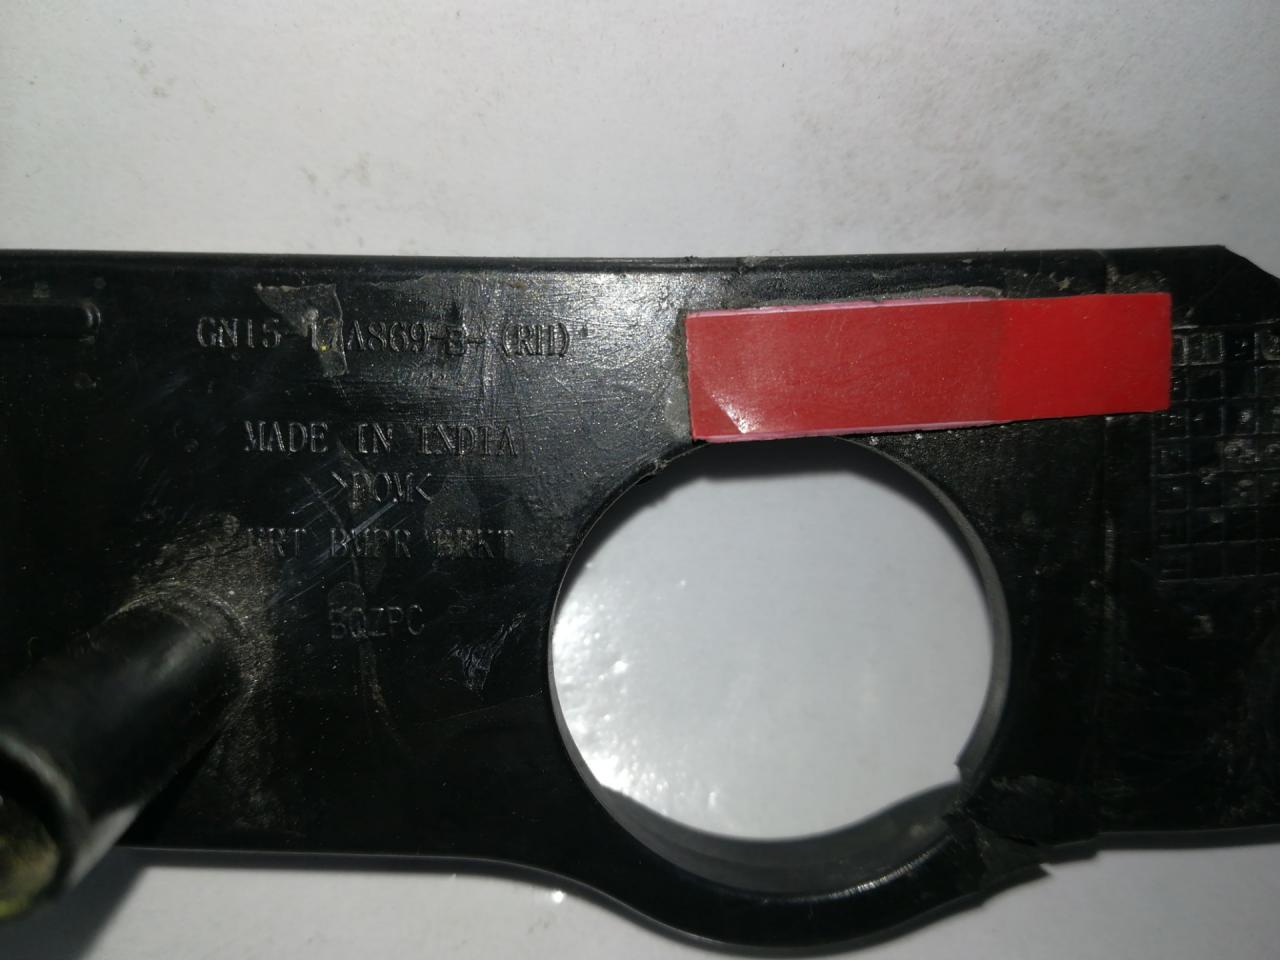 GN15-17A869-B- (RH)
MADE IN INDIA
>POM<
FRT BMPR BRKT
5QZPC